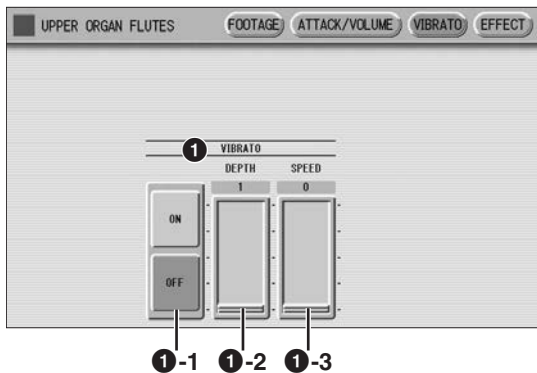 UPPER ORGAN FLUTES FOOTAGE ATTACK/VOLUME VIBRATO EFFECT
1 VIBRATO
DEPTH SPEED
1 0
ON
OFF
1-1 1-2 1-3